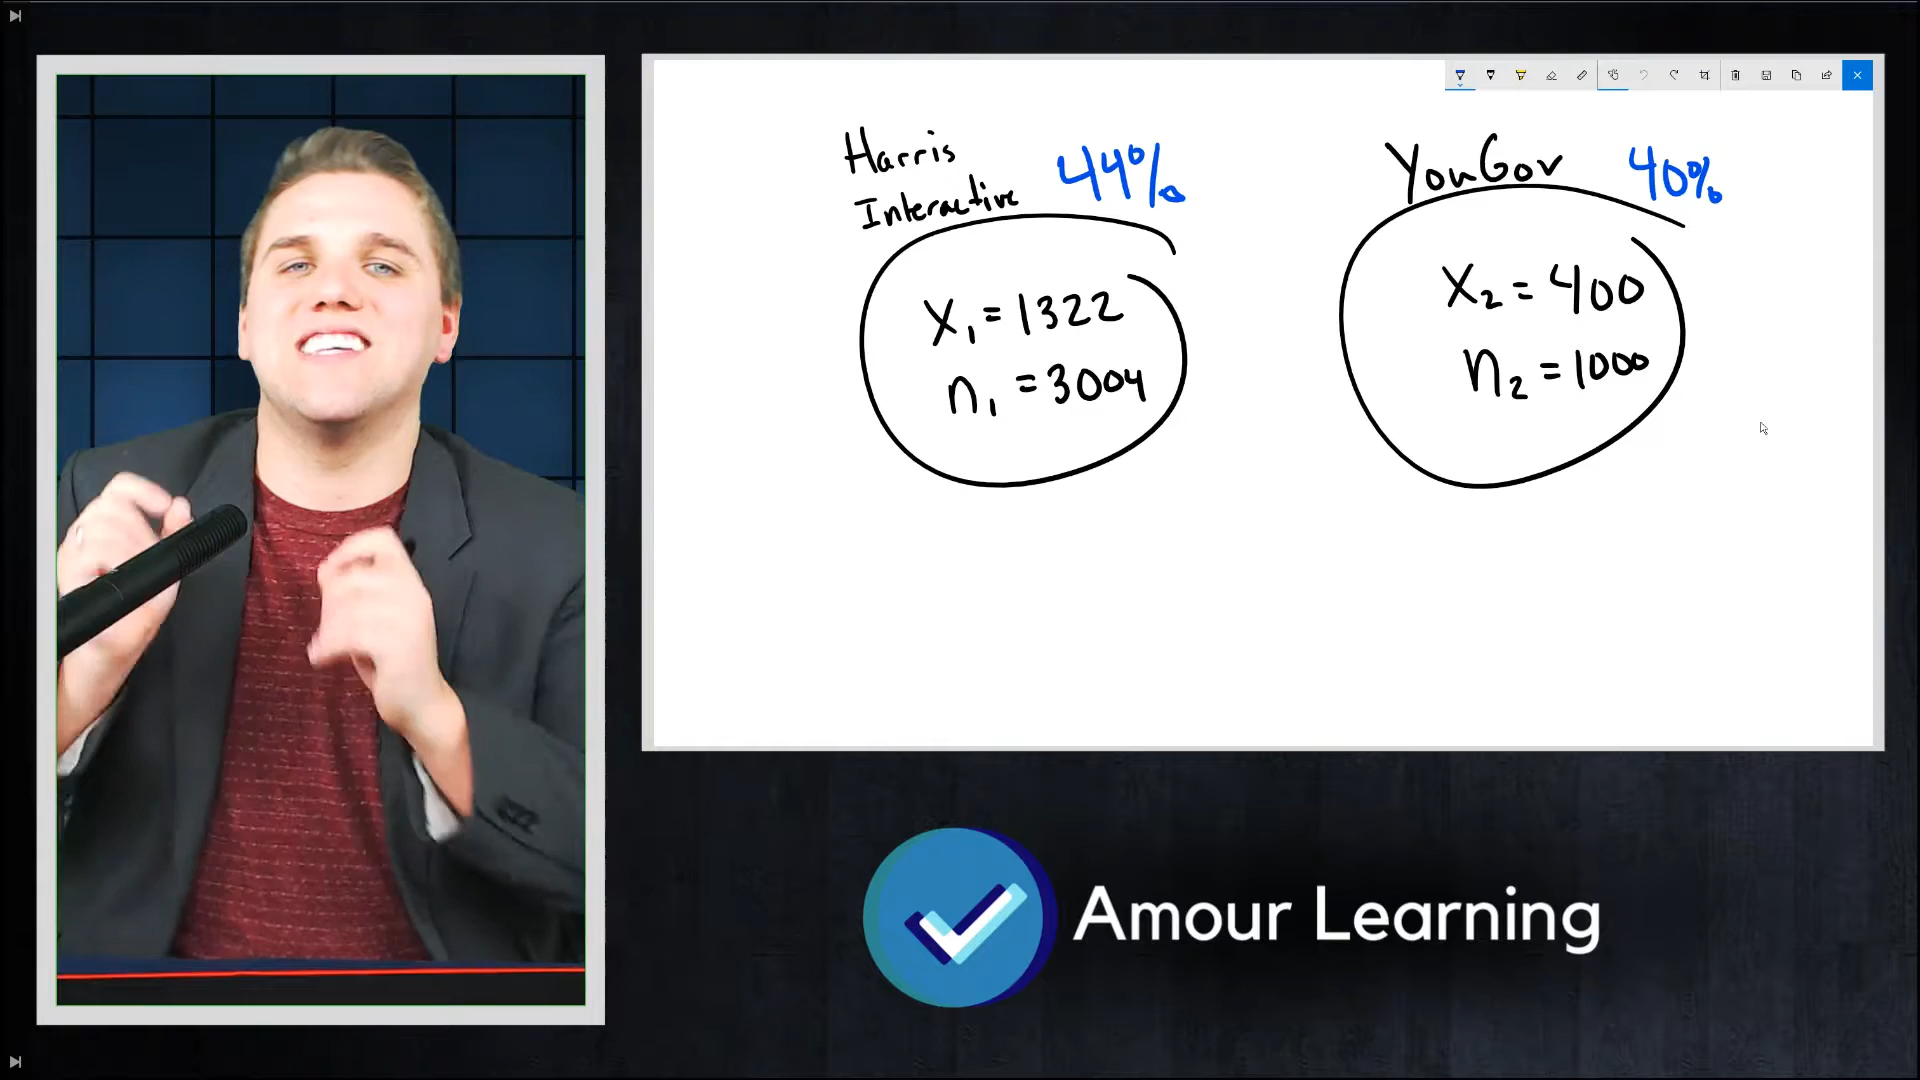 Harris
Interactive 44%
X₁ = 1322
n₁ = 3004
YouGov 40%
X₂ = 400
n₂ = 1000
Amour Learning